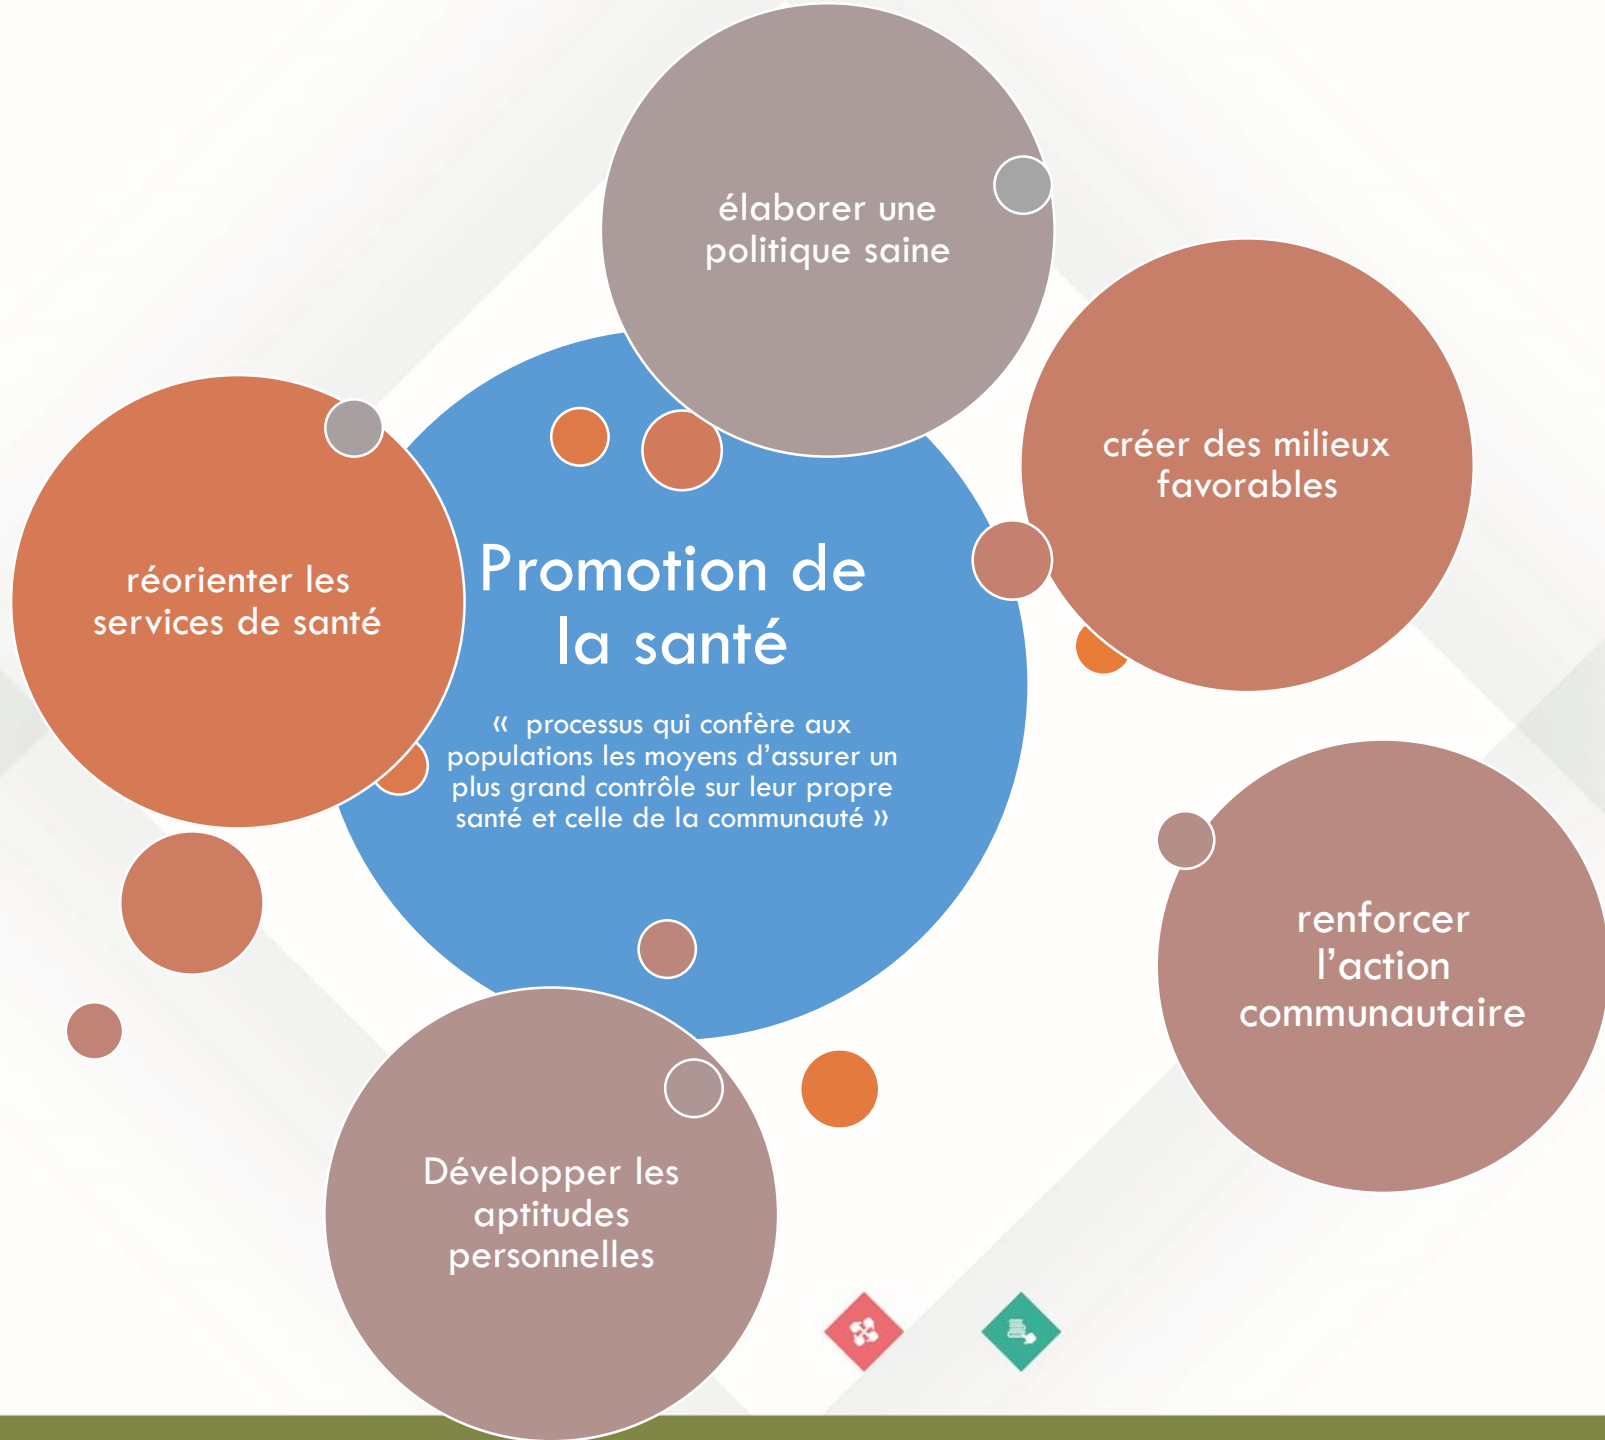 élaborer une
politique saine
créer des milieux
favorables
réorienter les
services de santé
Promotion de
la santé
«  processus qui confère aux
populations les moyens d’assurer un
plus grand contrôle sur leur propre
santé et celle de la communauté »
renforcer
l’action
communautaire
Développer les
aptitudes
personnelles